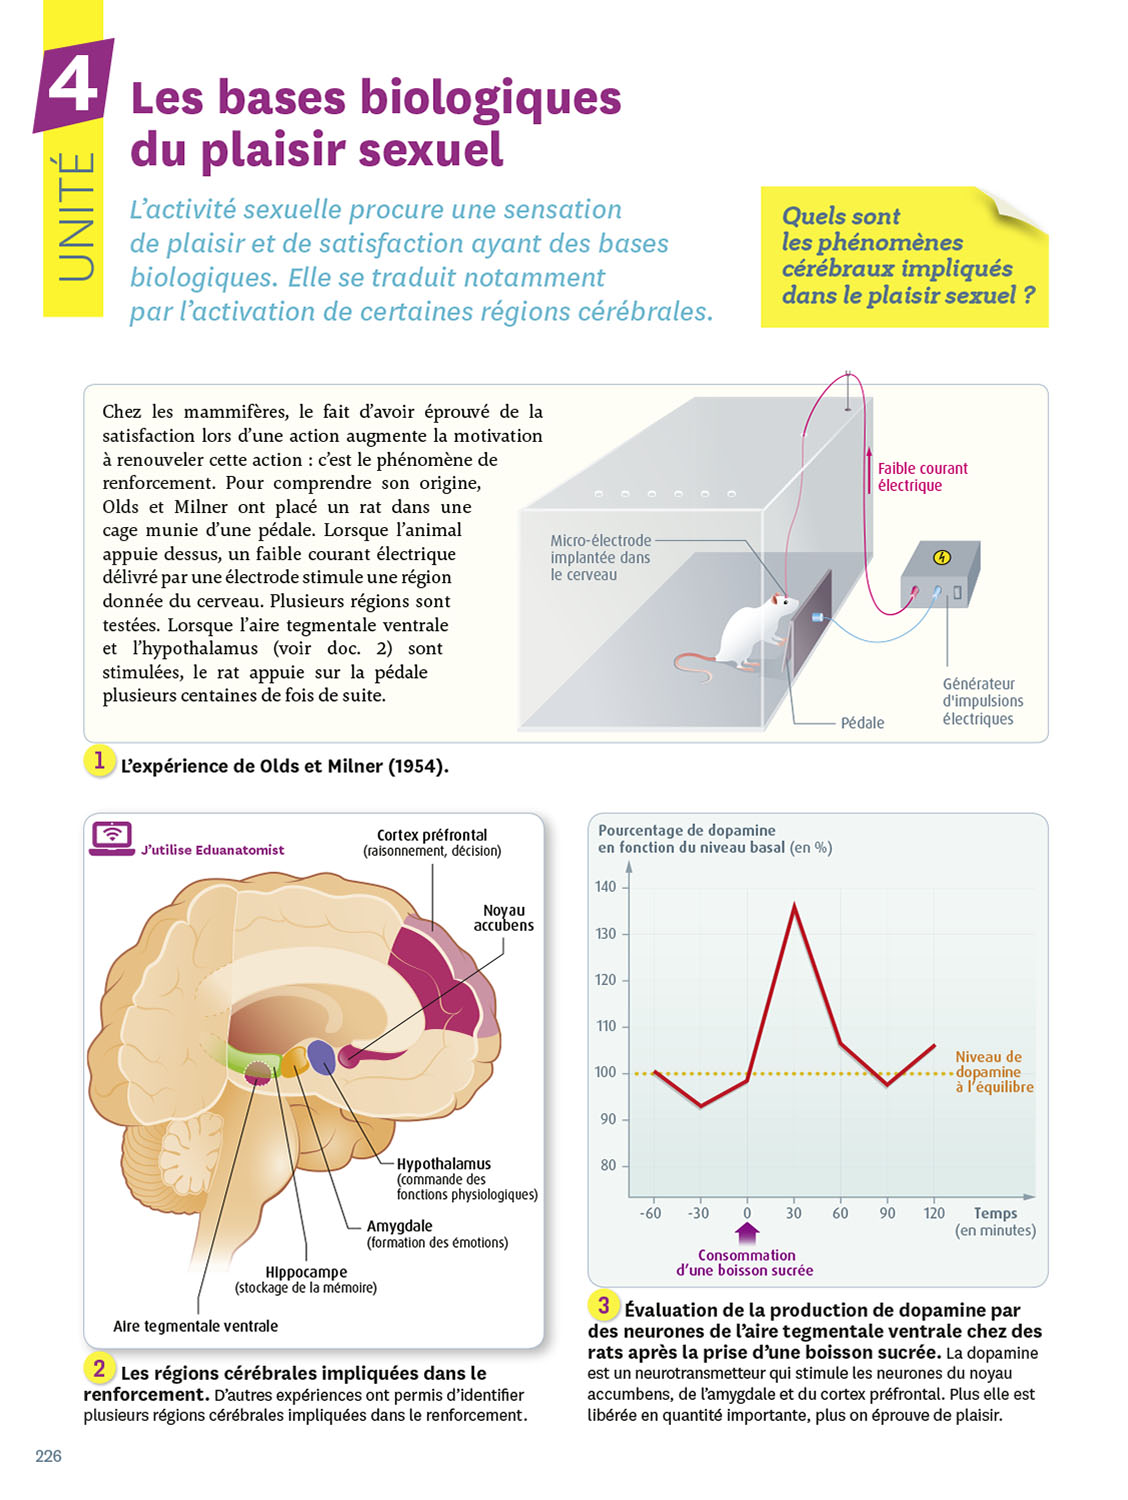 4
UNITÉ
Les bases biologiques
du plaisir sexuel
L'activité sexuelle procure une sensation
de plaisir et de satisfaction ayant des bases
biologiques. Elle se traduit notamment
par l'activation de certaines régions cérébrales.
Quels sont
les phénomènes
cérébraux impliqués
dans le plaisir sexuel ?
Chez les mammifères, le fait d'avoir éprouvé de la
satisfaction lors d'une action augmente la motivation
à renouveler cette action : c'est le phénomène de
renforcement. Pour comprendre son origine,
Olds et Milner ont placé un rat dans une
cage munie d'une pédale. Lorsque l'animal
appuie dessus, un faible courant électrique
délivré par une électrode stimule une région
donnée du cerveau. Plusieurs régions sont
testées. Lorsque l'aire tegmentale ventrale
et l'hypothalamus (voir doc. 2) sont
stimulées, le rat appuie sur la pédale
plusieurs centaines de fois de suite.
Faible courant
électrique
Micro-électrode
implantée dans
le cerveau
Générateur
d'impulsions
électriques
Pédale
1 L'expérience de Olds et Milner (1954).
J'utilise Eduanatomist
Cortex préfrontal
(raisonnement, décision)
Noyau
accubens
Hypothalamus
(commande des
fonctions physiologiques)
Amygdale
(formation des émotions)
Hippocampe
(stockage de la mémoire)
Aire tegmentale ventrale
2 Les régions cérébrales impliquées dans le
renforcement. D'autres expériences ont permis d'identifier
plusieurs régions cérébrales impliquées dans le renforcement.
Pourcentage de dopamine
en fonction du niveau basal (en %)
140
130
120
110
100
90
80
Niveau de
dopamine
à l'équilibre
-60 -30 0 30 60 90 120 Temps
(en minutes)
Consommation
d'une boisson sucrée
3 Évaluation de la production de dopamine par
des neurones de l'aire tegmentale ventrale chez des
rats après la prise d'une boisson sucrée. La dopamine
est un neurotransmetteur qui stimule les neurones du noyau
accumbens, de l'amygdale et du cortex préfrontal. Plus elle est
libérée en quantité importante, plus on éprouve de plaisir.
226